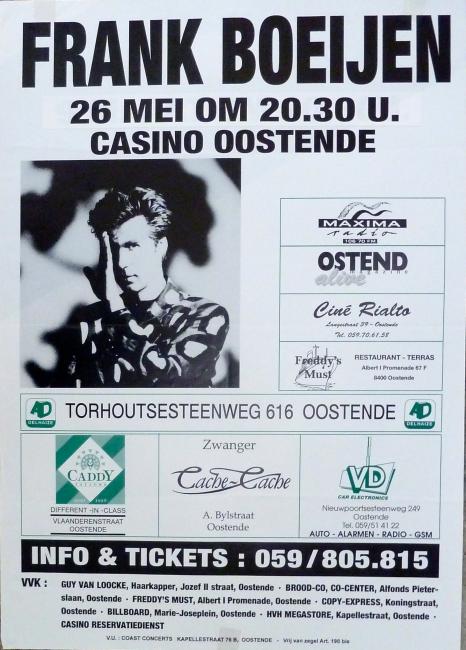 FRANK BOEIJEN
26 MEI OM 20.30 U.
CASINO OOSTENDE
MAXIMA
radio
106.70 FM
OSTEND
alive magazine
Ciné Rialto
Langestraat 39 - Oostende
Tel. 059.70.61.58
Freddy's
Must
RESTAURANT - TERRAS
Albert I Promenade 67 F
8400 Oostende
AD
DELHAIZE
TORHOUTSESTEENWEG 616 OOSTENDE
AD
DELHAIZE
CADDY
DIFFERENT -IN -CLASS
VLAANDERENSTRAAT
OOSTENDE
Zwanger
Cache~Cache
A. Bylstraat
Oostende
VD
CAR ELECTRONICS
Nieuwpoortsesteenweg 249
Oostende
Tel. 059/51 41 22
AUTO - ALARMEN - RADIO - GSM
INFO & TICKETS : 059/805.815
VVK : GUY VAN LOOCKE, Haarkapper, Jozef II straat, Oostende · BROOD-CO, CO-CENTER, Alfonds Pieter-
slaan, Oostende · FREDDY'S MUST, Albert I Promenade, Oostende · COPY-EXPRESS, Koningstraat,
Oostende · BILLBOARD, Marie-Joseplein, Oostende · HVH MEGASTORE, Kapellestraat, Oostende ·
CASINO RESERVATIEDIENST
V.U. : COAST CONCERTS KAPELLESTRAAT 76 B, OOSTENDE - Vrij van zegel Art. 190 bis